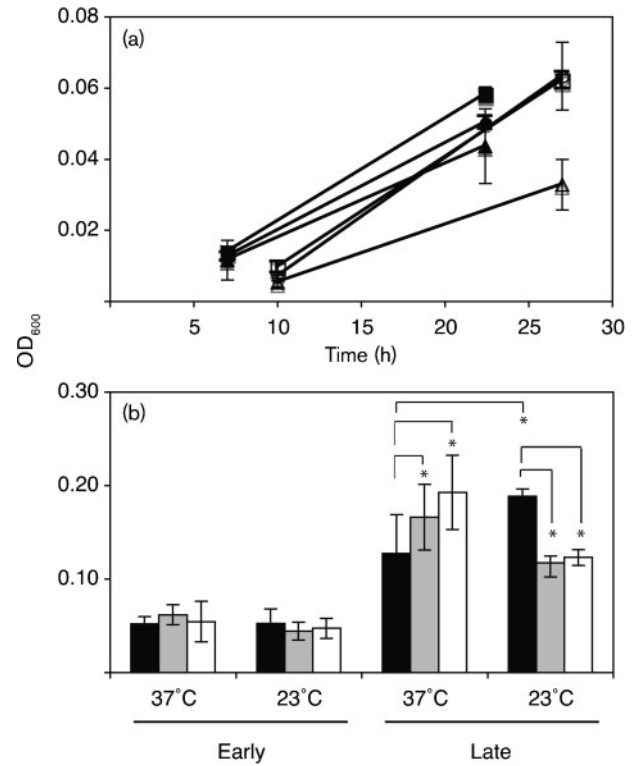 0.08
(a)
0.06
0.04
0.02
5 10 15 20 25 30
Time (h)
OD600
0.30
(b)
0.20
0.10
* * * * *
37°C 23°C 37°C 23°C
Early Late